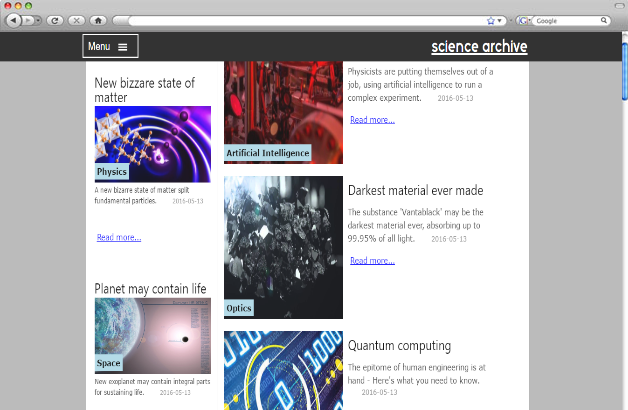 Google
Menu
science archive
New bizzare state of
matter
Physics
A new bizarre state of matter split
fundamental particles. 2016-05-13
Read more...
Planet may contain life
Space
New exoplanet may contain integral parts
for sustaining life. 2016-05-13
Artificial Intelligence
Physicists are putting themselves out of a
job, using artificial intelligence to run a
complex experiment. 2016-05-13
Read more...
Optics
Darkest material ever made
The substance 'Vantablack' may be the
darkest material ever, absorbing up to
99.95% of all light. 2016-05-13
Read more...
Quantum computing
The epitome of human engineering is at
hand - Here's what you need to know.
2016-05-13